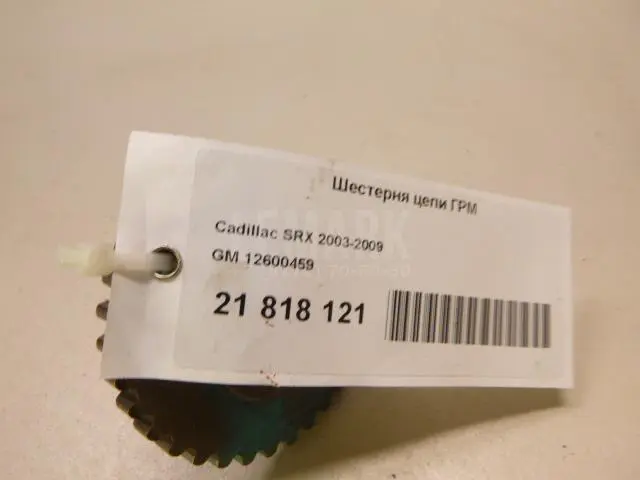 Шестерня цепи ГРМ
Cadillac SRX 2003-2009
GM 12600459
21 818 121